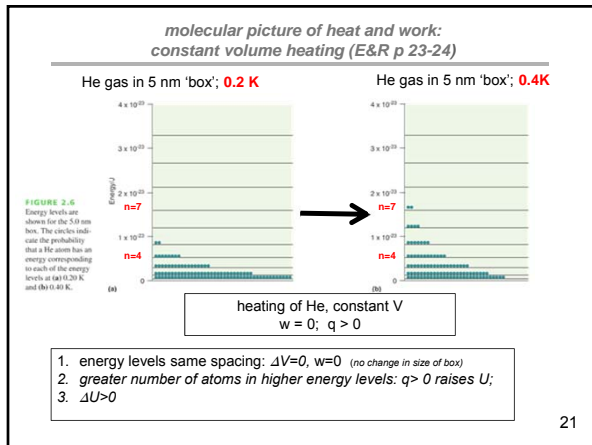 molecular picture of heat and work:
constant volume heating (E&R p 23-24)
He gas in 5 nm ‘box’; 0.2 K
He gas in 5 nm ‘box’; 0.4K
FIGURE 2.6
Energy levels are
shown for the 5.0 nm
box. The circles indi-
cate the probability
that a He atom has an
energy corresponding
to each of the energy
levels at (a) 0.20 K
and (b) 0.40 K.
Energy/J
4 x 10⁻²³
3 x 10⁻²³
2 x 10⁻²³
n=7
1 x 10⁻²³
n=4
0
(a)
4 x 10⁻²³
3 x 10⁻²³
2 x 10⁻²³
n=7
1 x 10⁻²³
n=4
0
(b)
heating of He, constant V
w = 0; q > 0
1. energy levels same spacing: ΔV=0, w=0 (no change in size of box)
2. greater number of atoms in higher energy levels: q> 0 raises U;
3. ΔU>0
21